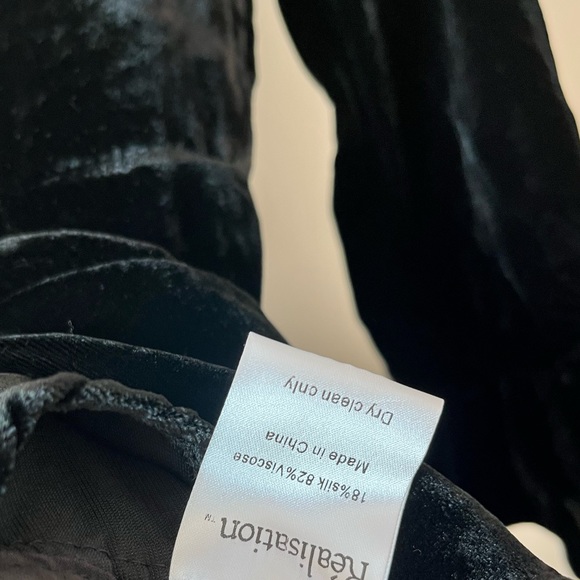 Réalisation™
18%silk 82%Viscose
Made in China
Dry clean only